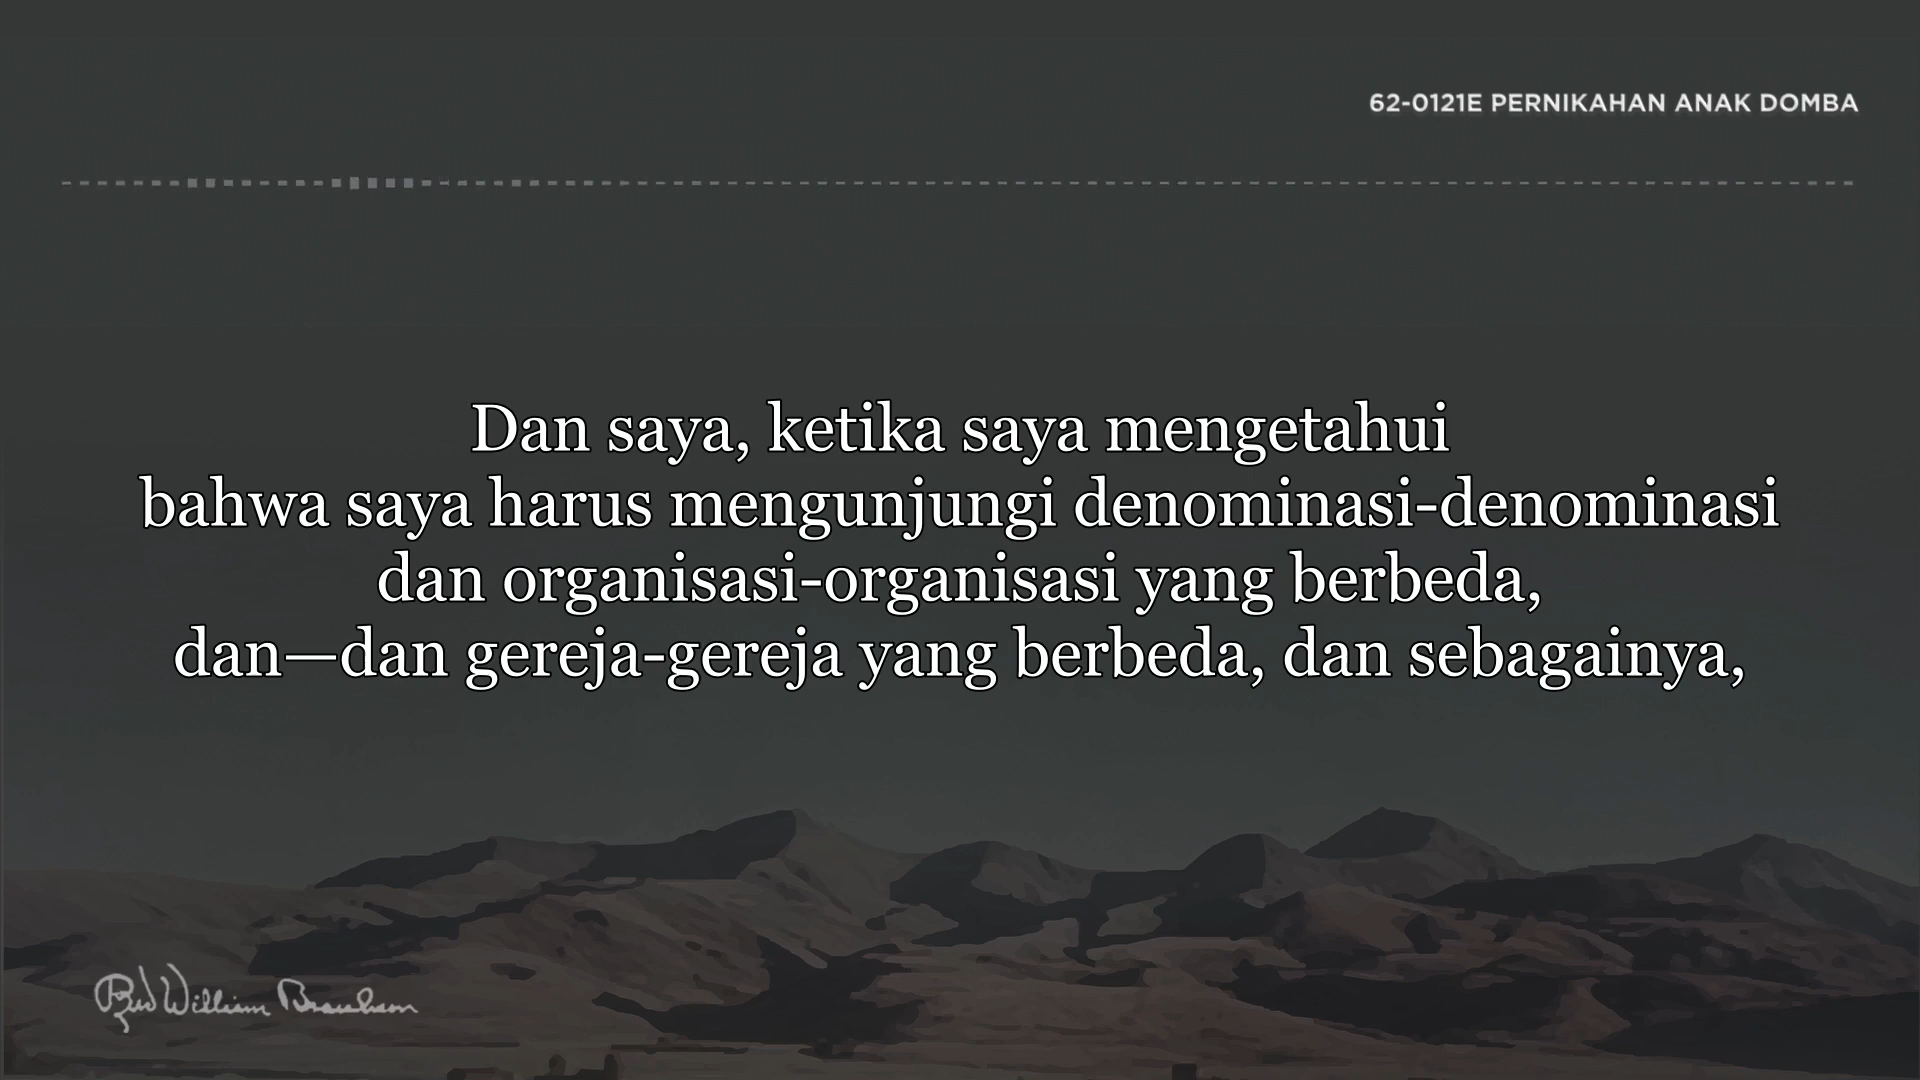 62-0121E PERNIKAHAN ANAK DOMBA
Dan saya, ketika saya mengetahui
bahwa saya harus mengunjungi denominasi-denominasi
dan organisasi-organisasi yang berbeda,
dan—dan gereja-gereja yang berbeda, dan sebagainya,
Rev William Branham